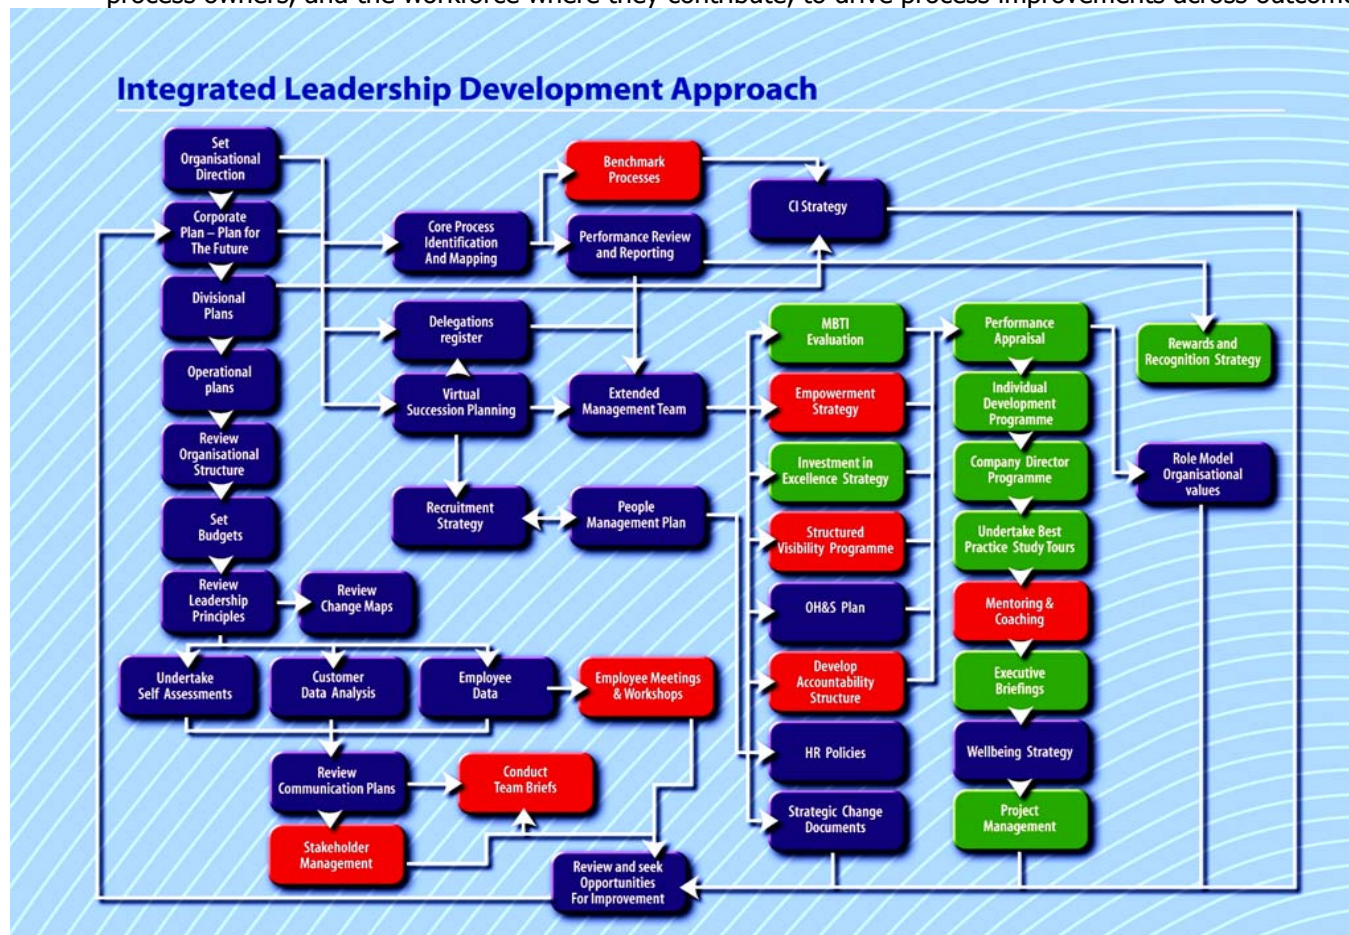 process owners, and the workforce where they contribute, to drive process improvements across outcome
Integrated Leadership Development Approach
Set
Organisational
Direction
Benchmark
Processes
CI Strategy
Corporate
Plan – Plan for
The Future
Core Process
Identification
And Mapping
Performance Review
and Reporting
Divisional
Plans
Delegations
register
MBTI
Evaluation
Performance
Appraisal
Rewards and
Recognition Strategy
Operational
plans
Virtual
Succession Planning
Extended
Management Team
Empowerment
Strategy
Individual
Development
Programme
Review
Organisational
Structure
Investment in
Excellence Strategy
Company Director
Programme
Role Model
Organisational
values
Set
Budgets
Recruitment
Strategy
People
Management Plan
Structured
Visibility Programme
Undertake Best
Practice Study Tours
Review
Leadership
Principles
Review
Change Maps
OH&S Plan
Mentoring &
Coaching
Undertake
Self Assessments
Customer
Data Analysis
Employee
Data
Employee Meetings
& Workshops
Develop
Accountability
Structure
Executive
Briefings
Review
Communication Plans
Conduct
Team Briefs
HR Policies
Wellbeing Strategy
Stakeholder
Management
Strategic Change
Documents
Project
Management
Review and seek
Opportunities
For Improvement